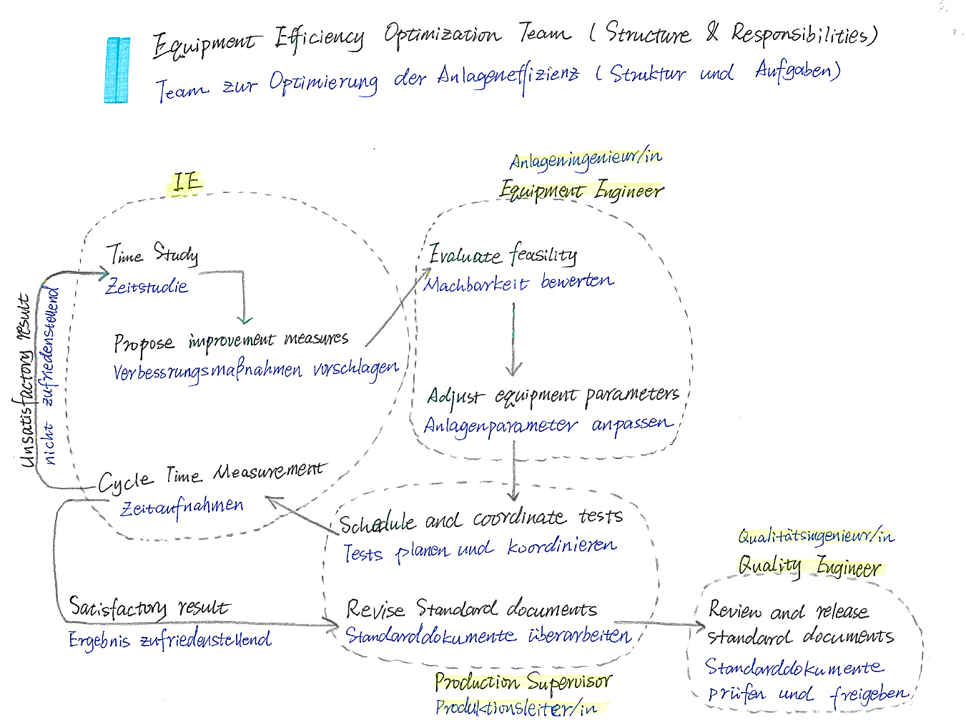 Equipment Efficiency Optimization Team (Structure & Responsibilities)
Team zur Optimierung der Anlageneffizienz (Struktur und Aufgaben)
IE
Time Study
Zeitstudie
Propose improvement measures
Verbessrungsmaßnahmen vorschlagen
Cycle Time Measurement
Zeitaufnahmen
Unsatisfactory result
nicht zufriedenstellend
Anlageningenieur/in
Equipment Engineer
Evaluate feasility
Machbarkeit bewerten
Adjust equipment parameters
Anlagenparameter anpassen
Schedule and coordinate tests
Tests planen und koordinieren
Satisfactory result
Ergebnis zufriedenstellend
Revise Standard documents
Standarddokumente überarbeiten
Production Supervisor
Produktionsleiter/in
Qualitätsingenieur/in
Quality Engineer
Review and release
standard documents
Standarddokumente
prüfen und freigeben